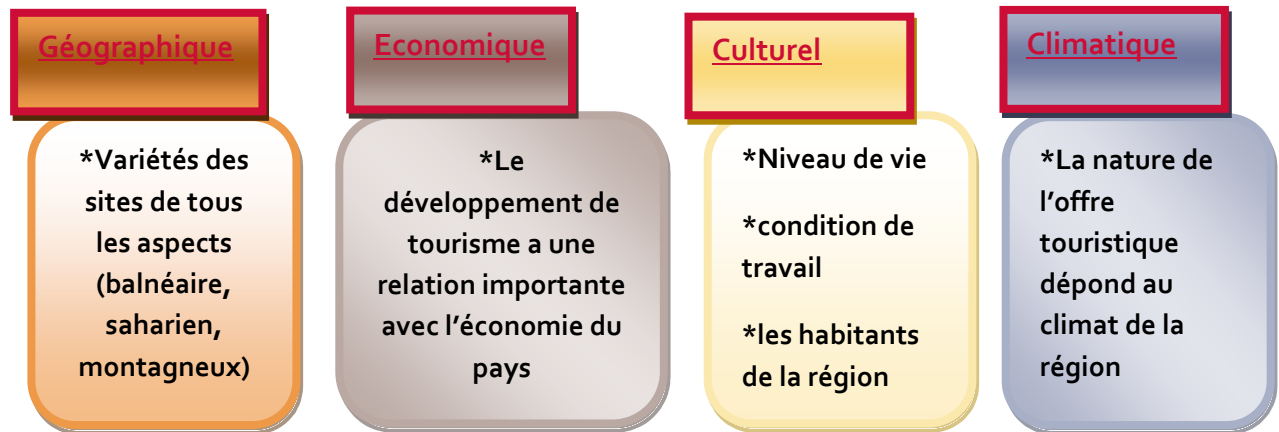 Géographique
*Variétés des
sites de tous
les aspects
(balnéaire,
saharien,
montagneux)
Economique
*Le
développement de
tourisme a une
relation importante
avec l'économie du
pays
Culturel
*Niveau de vie
*condition de
travail
*les habitants
de la région
Climatique
*La nature de
l'offre
touristique
dépond au
climat de la
région